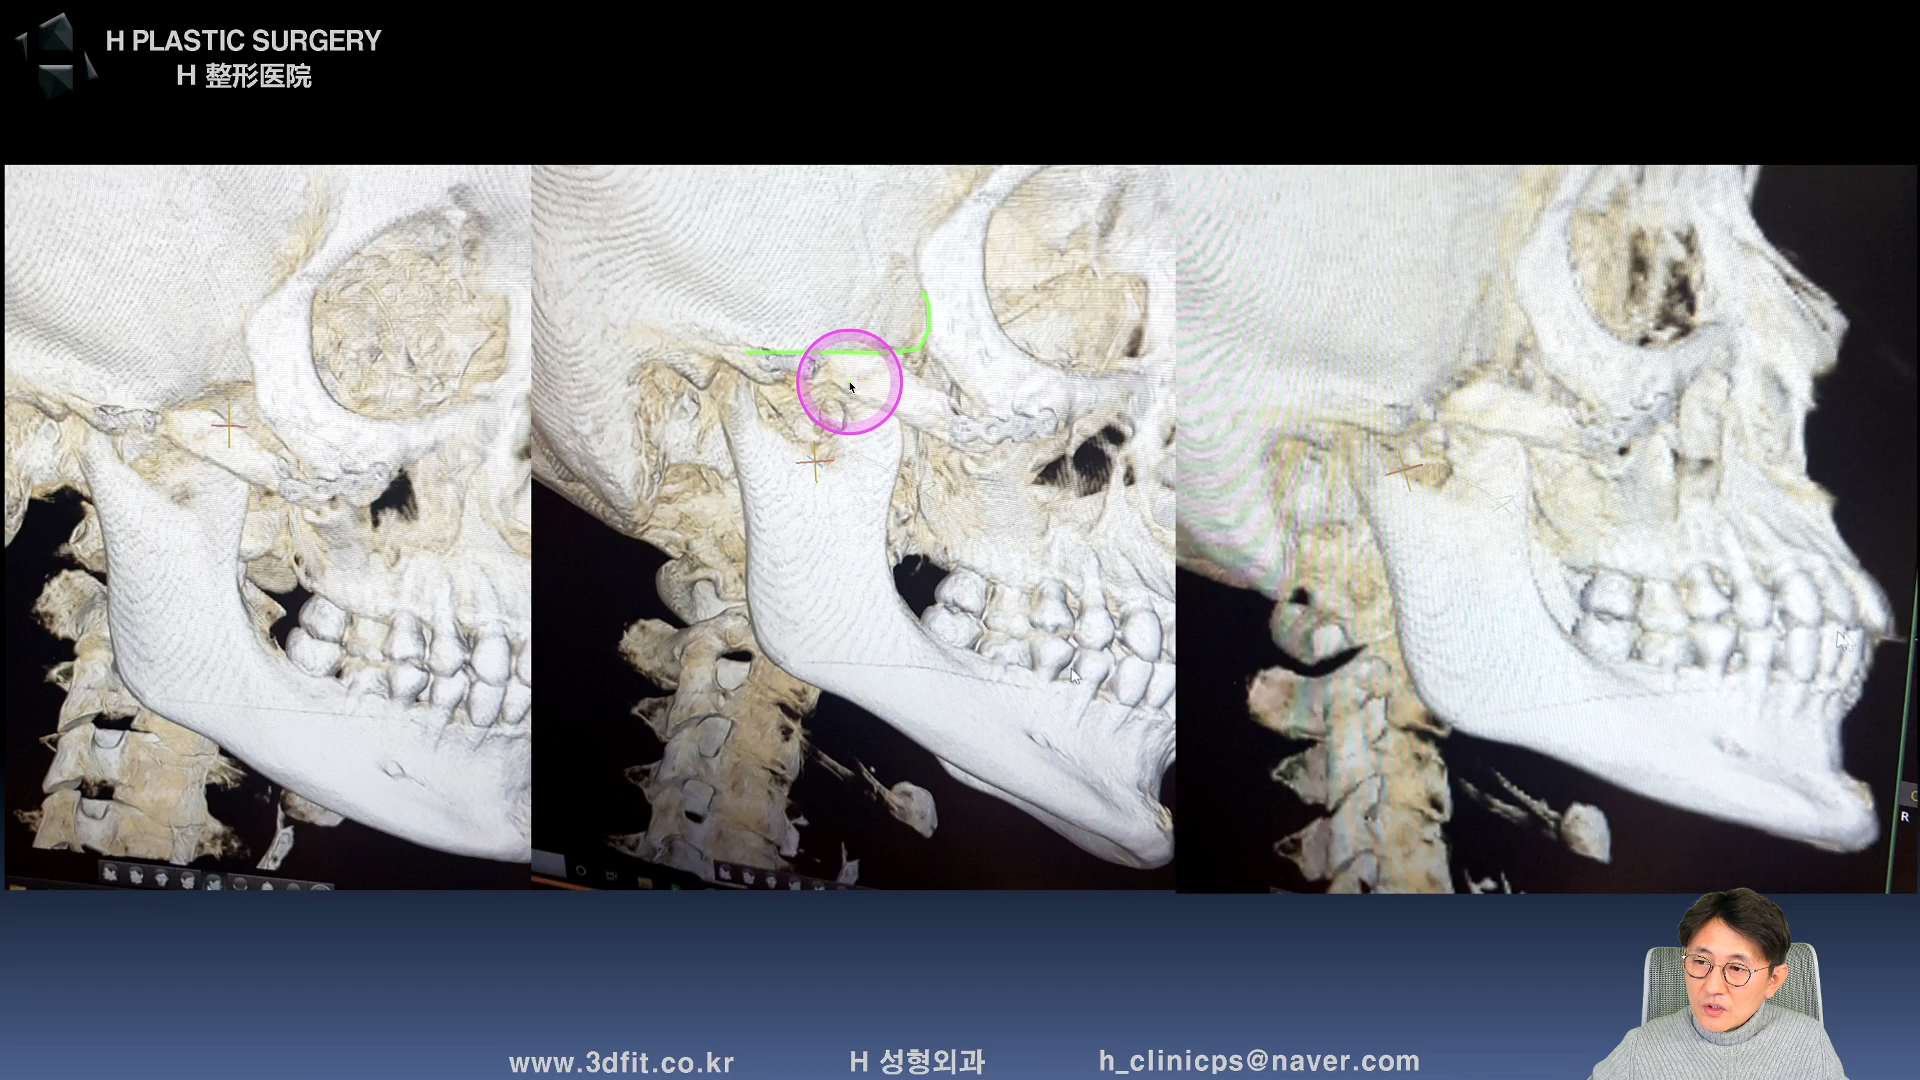 H PLASTIC SURGERY
H 整形医院
R
www.3dfit.co.kr
H 성형외과
h_clinicps@naver.com